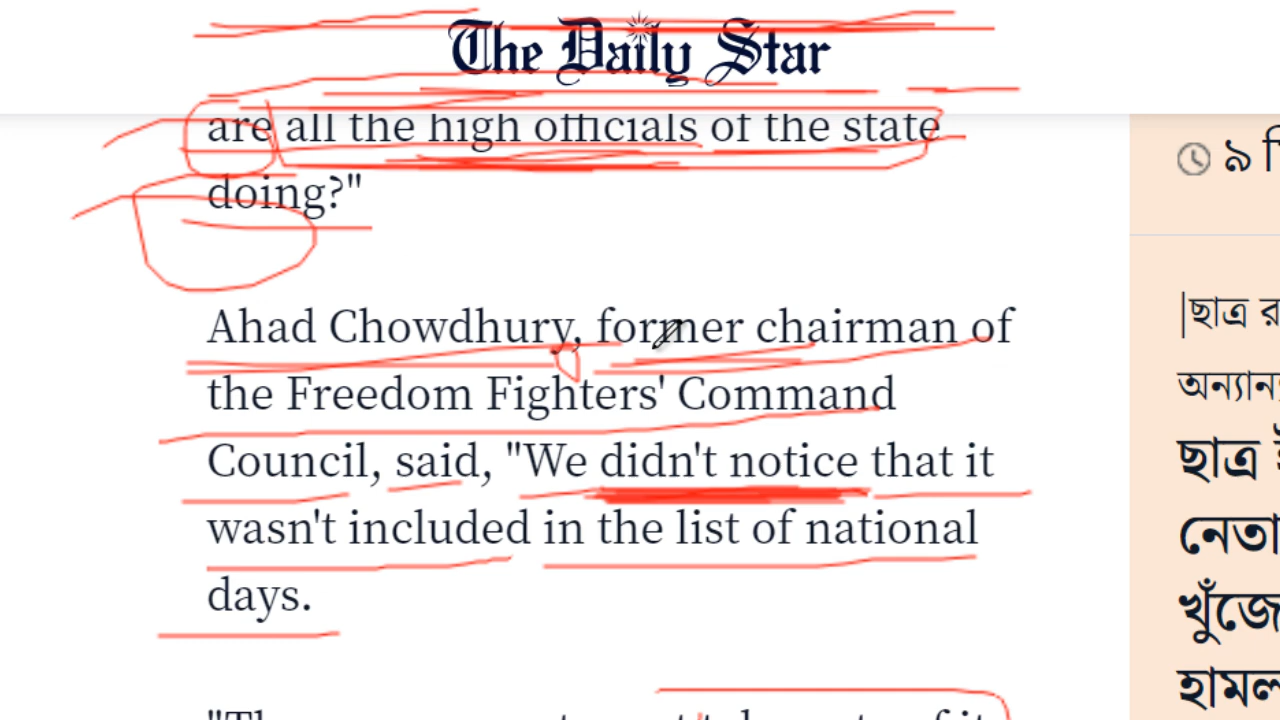 The Daily Star
are all the high officials of the state
doing?"
Ahad Chowdhury, former chairman of
the Freedom Fighters' Command
Council, said, "We didn't notice that it
wasn't included in the list of national
days.
৯
|ছাত্র
অন্যান্য
ছাত্র
নেতা
খুঁজে
হামল